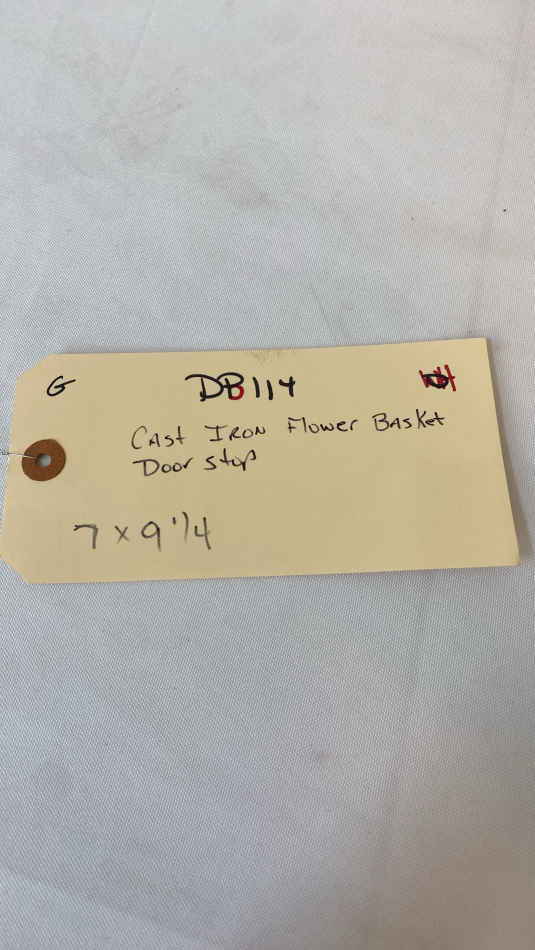 G DB114
Cast Iron Flower Basket
Door Stop
7 x 9 1/4